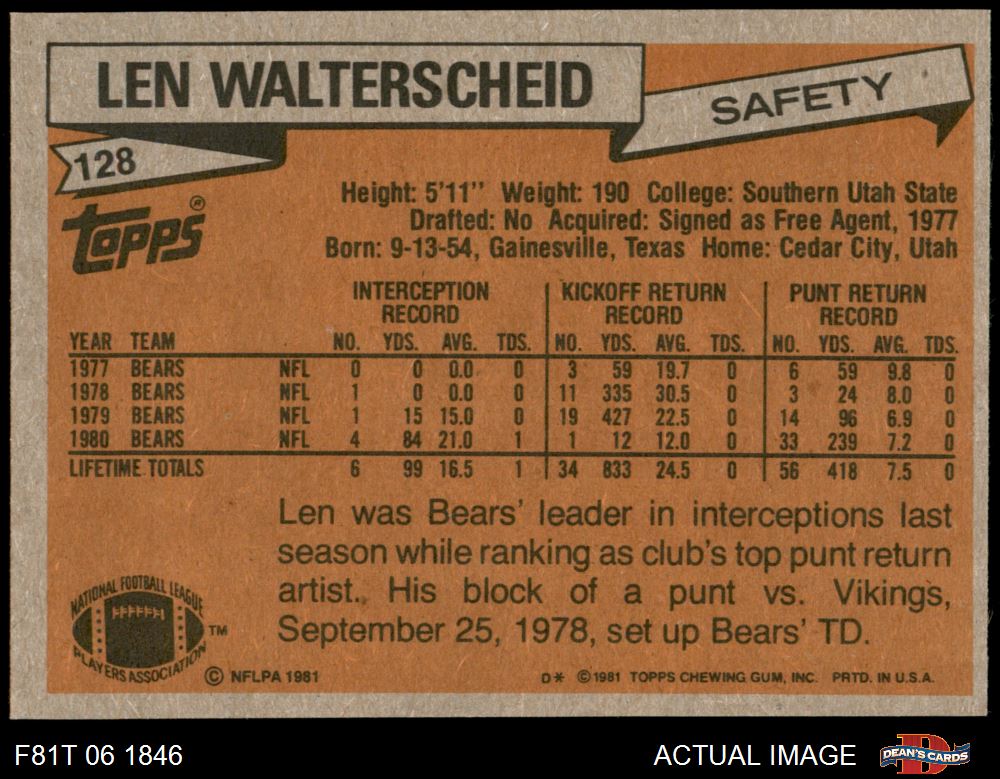 LEN WALTERSCHEID
SAFETY
128
TOPPS®
Height: 5'11" Weight: 190 College: Southern Utah State
Drafted: No Acquired: Signed as Free Agent, 1977
Born: 9-13-54, Gainesville, Texas Home: Cedar City, Utah
INTERCEPTION RECORD KICKOFF RETURN RECORD PUNT RETURN RECORD
YEAR TEAM NO. YDS. AVG. TDS. NO. YDS. AVG. TDS. NO. YDS. AVG. TDS.
1977 BEARS NFL 0 0 0.0 0 3 59 19.7 0 6 59 9.8 0
1978 BEARS NFL 1 0 0.0 0 11 335 30.5 0 3 24 8.0 0
1979 BEARS NFL 1 15 15.0 0 19 427 22.5 0 14 96 6.9 0
1980 BEARS NFL 4 84 21.0 1 1 12 12.0 0 33 239 7.2 0
LIFETIME TOTALS 6 99 16.5 1 34 833 24.5 0 56 418 7.5 0
Len was Bears' leader in interceptions last
season while ranking as club's top punt return
artist. His block of a punt vs. Vikings,
September 25, 1978, set up Bears' TD.
NATIONAL FOOTBALL LEAGUE
PLAYERS ASSOCIATION ™
© NFLPA 1981
D* © 1981 TOPPS CHEWING GUM, INC. PRTD. IN U.S.A.
F81T 06 1846
ACTUAL IMAGE
D
DEAN'S CARDS